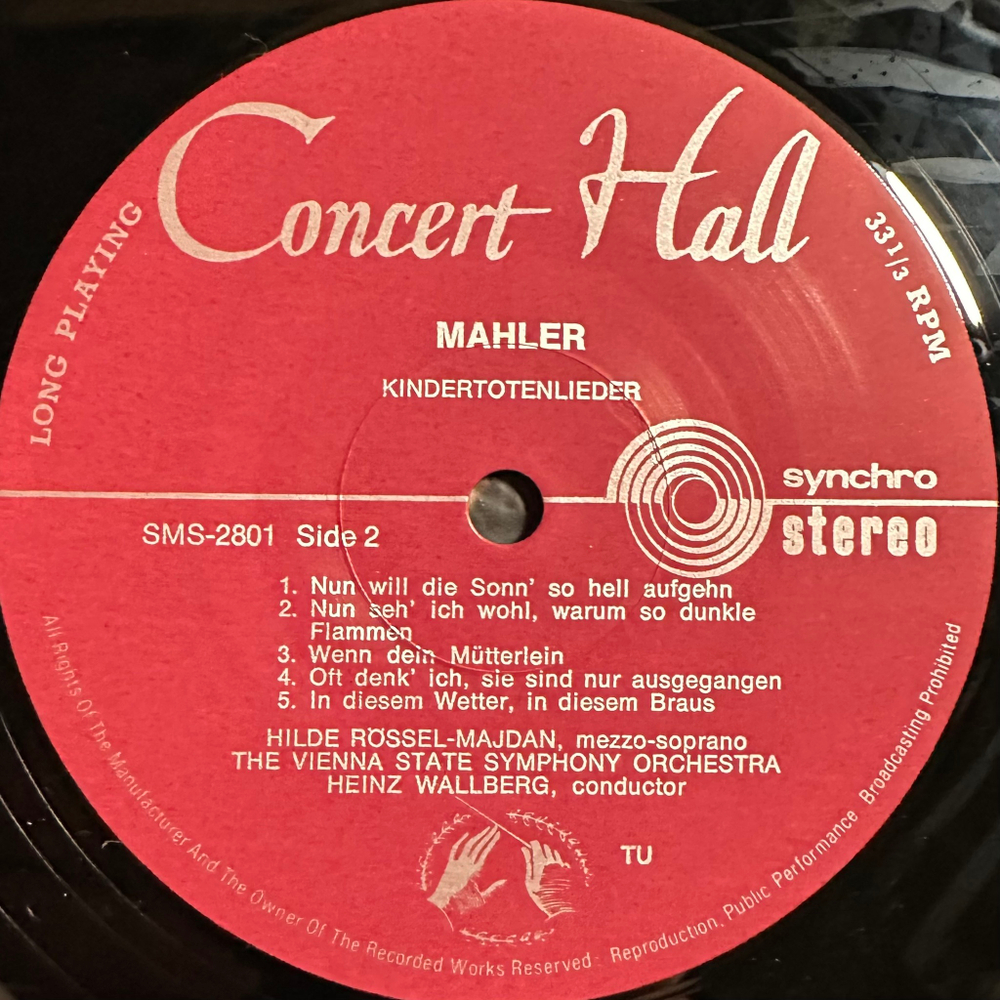 Concert Hall
LONG PLAYING
33 1/3 RPM
MAHLER
KINDERTOTENLIEDER
synchro
stereo
SMS-2801 Side 2
1. Nun will die Sonn' so hell aufgehn
2. Nun seh' ich wohl, warum so dunkle
Flammen
3. Wenn dein Mütterlein
4. Oft denk' ich, sie sind nur ausgegangen
5. In diesem Wetter, in diesem Braus
HILDE RÖSSEL-MAJDAN, mezzo-soprano
THE VIENNA STATE SYMPHONY ORCHESTRA
HEINZ WALLBERG, conductor
TU
All Rights Of The Manufacturer And The Owner Of The Recorded Works Reserved: Reproduction, Public Performance Broadcasting Prohibited